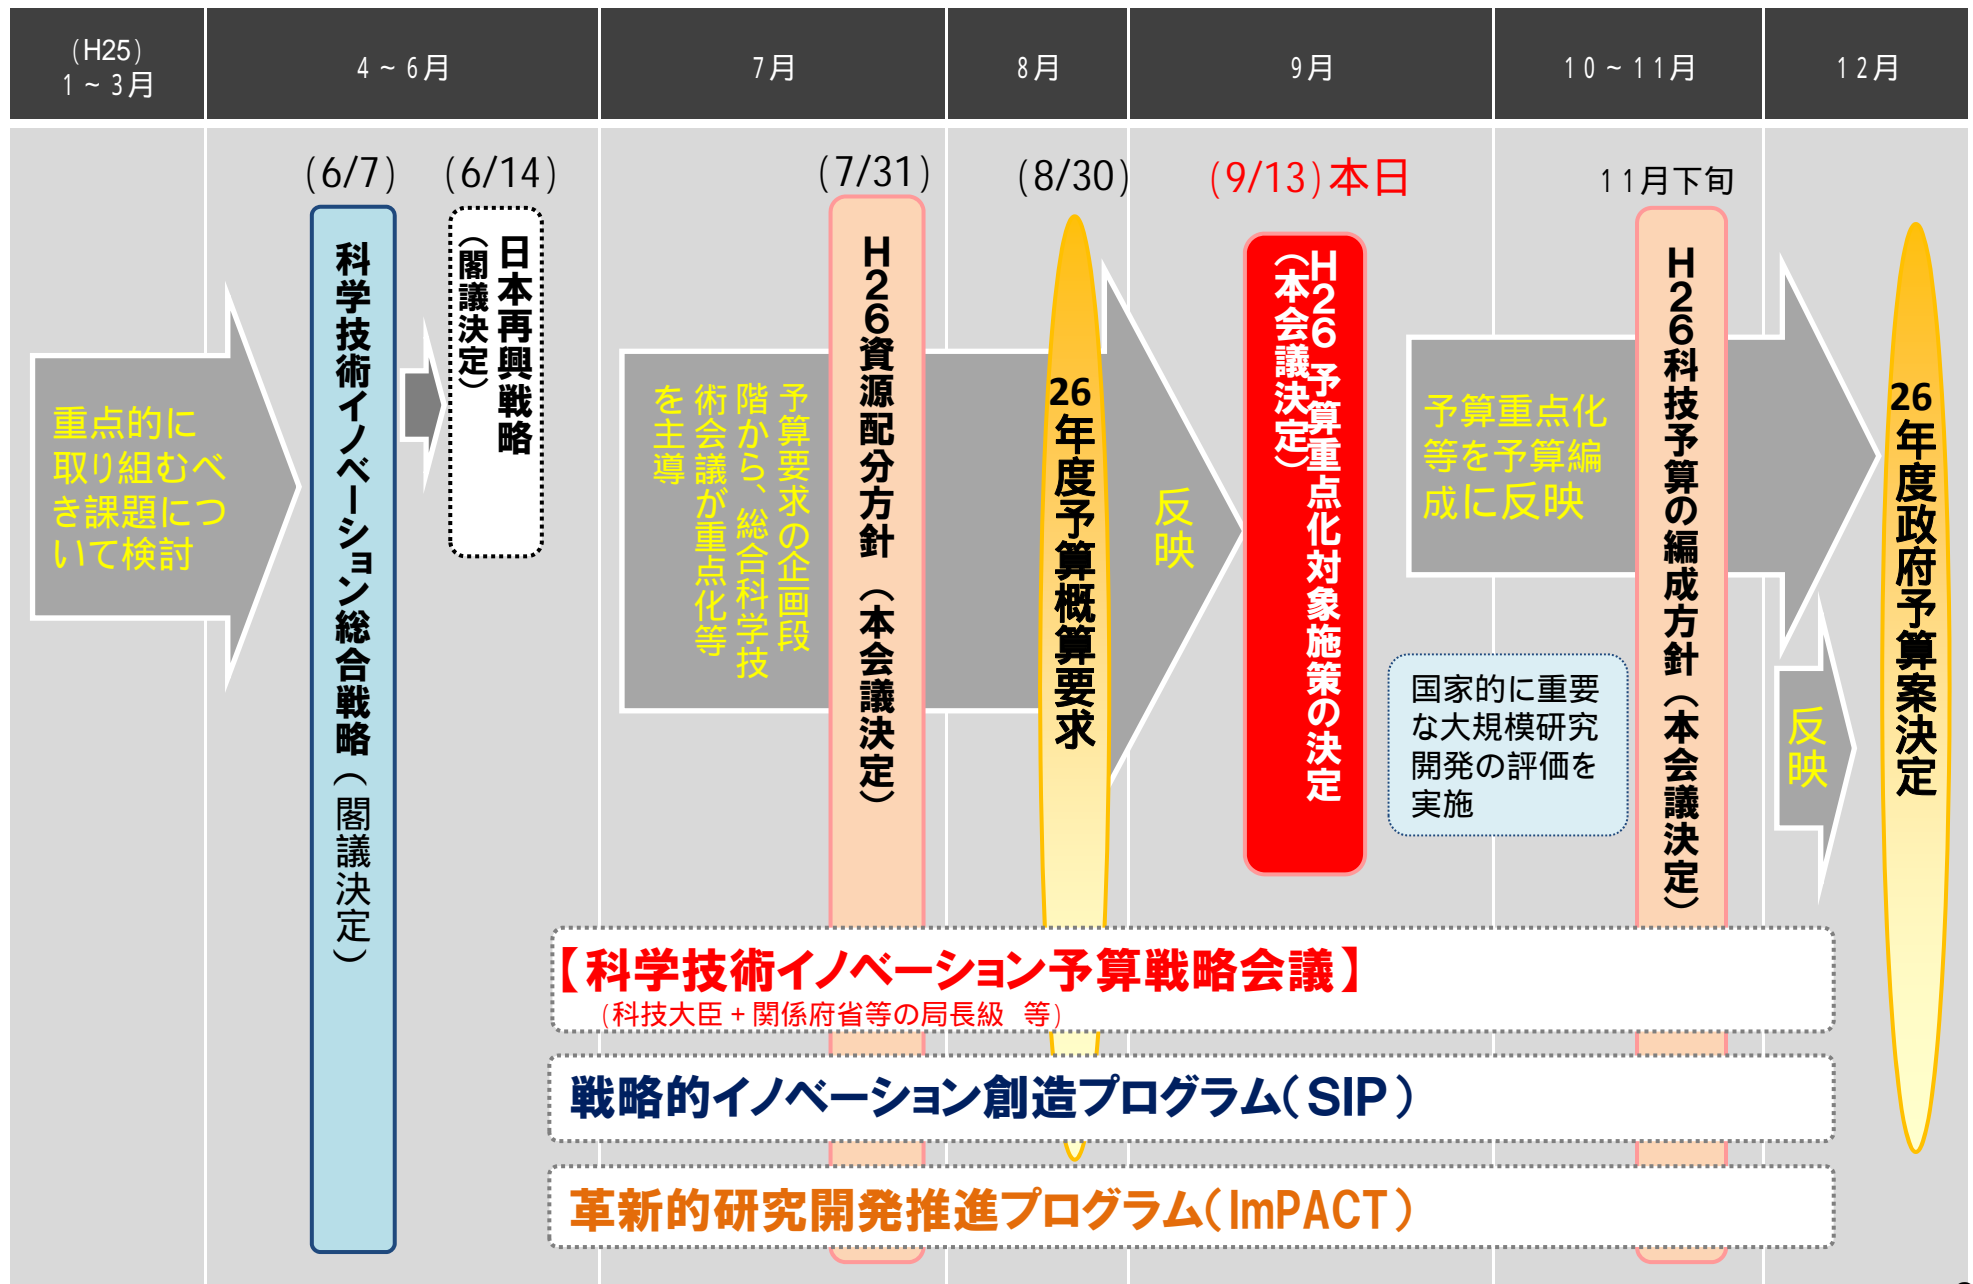 (H25)
1～3月
4～6月
7月
8月
9月
10～11月
12月
(6/7)
(6/14)
(7/31)
(8/30)
(9/13)本日
11月下旬
重点的に
取り組むべ
き課題につ
いて検討
科学技術イノベーション総合戦略(閣議決定)
日本再興戦略
(閣議決定)
予算要求の企画段
階から、総合科学技
術会議が重点化等
を主導
H26資源配分方針 (本会議決定)
26
年度予算概算要求
反映
H26 予算重点化対象施策の決定
(本会議決定)
予算重点化
等を予算編
成に反映
国家的に重要
な大規模研究
開発の評価を
実施
H26科技予算の編成方針(本会議決定)
反映
26
年度政府予算案決定
【科学技術イノベーション予算戦略会議】
(科技大臣+関係府省等の局長級 等)
戦略的イノベーション創造プログラム(SIP)
革新的研究開発推進プログラム(ImPACT)